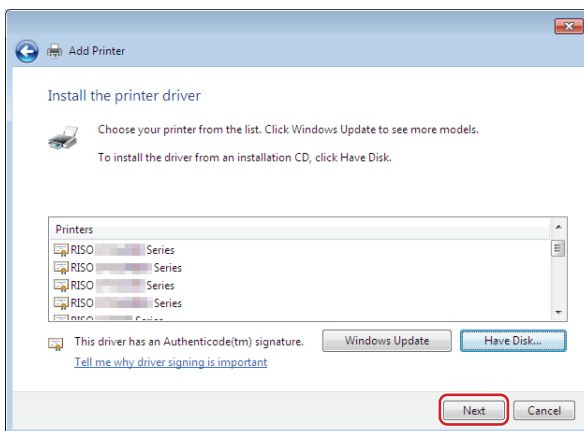 Add Printer
Install the printer driver
Choose your printer from the list. Click Windows Update to see more models.
To install the driver from an installation CD, click Have Disk.
Printers
RISO Series
RISO Series
RISO Series
RISO Series
RISO Series
This driver has an Authenticode(tm) signature.
Windows Update
Have Disk...
Tell me why driver signing is important
Next
Cancel